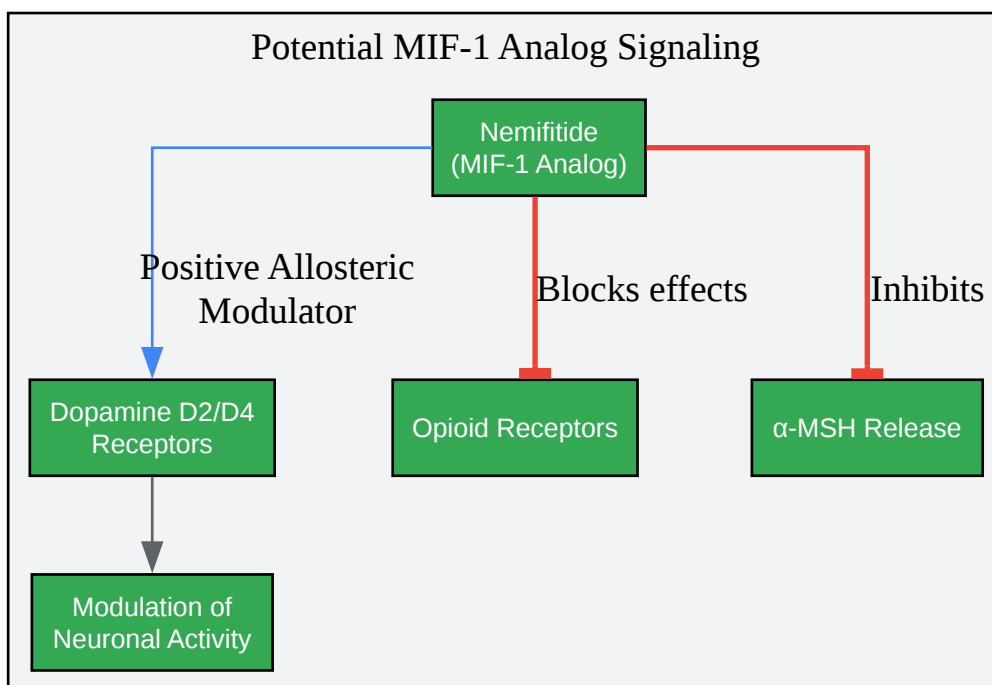 Potential MIF-1 Analog Signaling
Nemifitide
(MIF-1 Analog)
Positive Allosteric
Modulator
Blocks effects
Inhibits
Dopamine D2/D4
Receptors
Opioid Receptors
α-MSH Release
Modulation of
Neuronal Activity